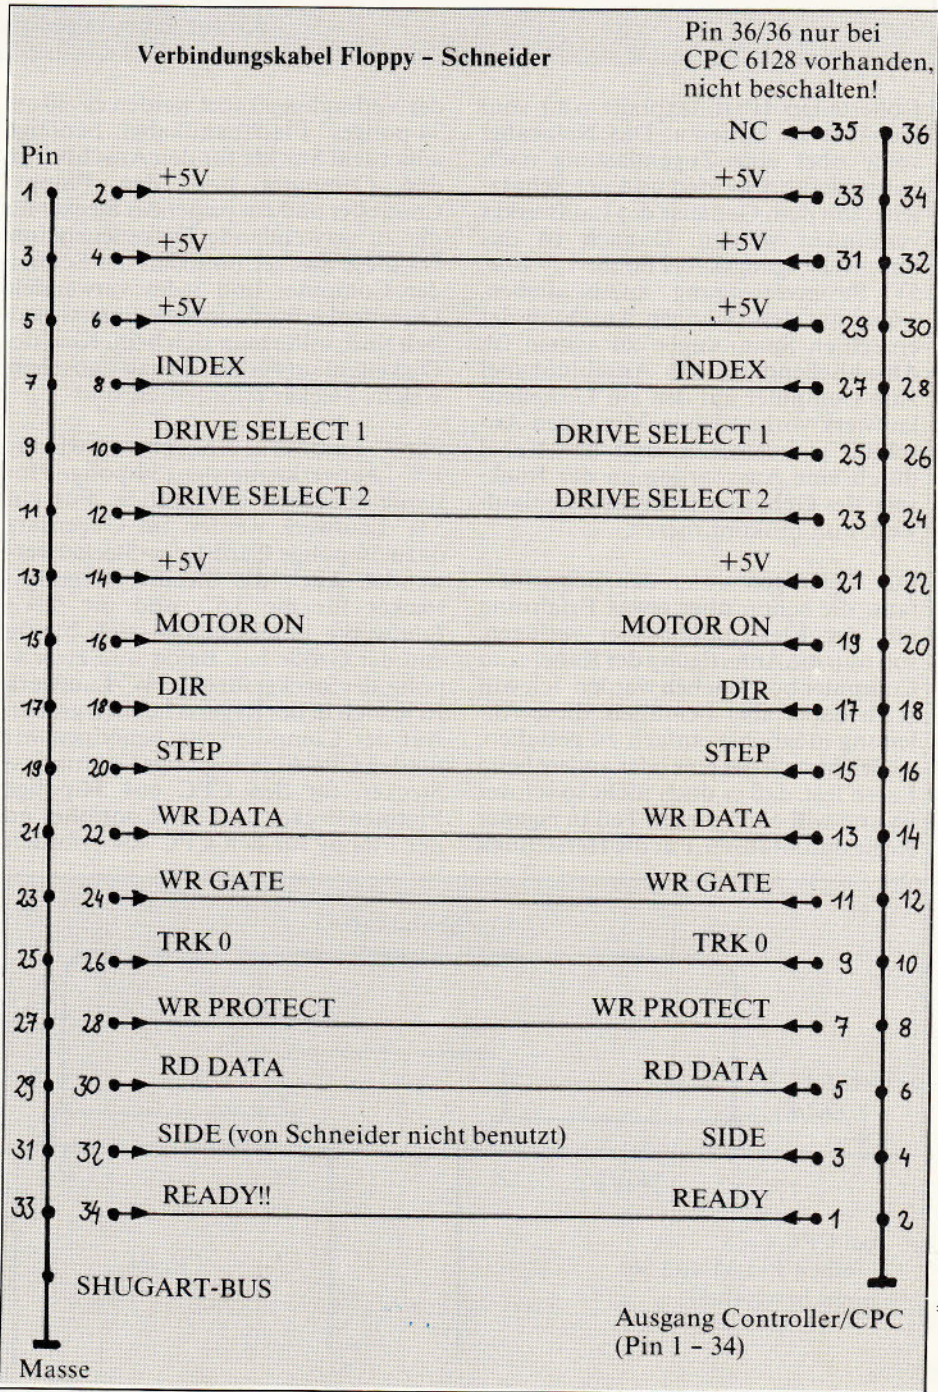 Verbindungskabel Floppy – Schneider
Pin 36/36 nur bei
CPC 6128 vorhanden,
nicht beschalten!
NC 35 36
Pin
1 2 +5V +5V 33 34
3 4 +5V +5V 31 32
5 6 +5V +5V 29 30
7 8 INDEX INDEX 27 28
9 10 DRIVE SELECT 1 DRIVE SELECT 1 25 26
11 12 DRIVE SELECT 2 DRIVE SELECT 2 23 24
13 14 +5V +5V 21 22
15 16 MOTOR ON MOTOR ON 19 20
17 18 DIR DIR 17 18
19 20 STEP STEP 15 16
21 22 WR DATA WR DATA 13 14
23 24 WR GATE WR GATE 11 12
25 26 TRK 0 TRK 0 9 10
27 28 WR PROTECT WR PROTECT 7 8
29 30 RD DATA RD DATA 5 6
31 32 SIDE (von Schneider nicht benutzt) SIDE 3 4
33 34 READY!! READY 1 2
SHUGART-BUS
Ausgang Controller/CPC
(Pin 1 – 34)
Masse